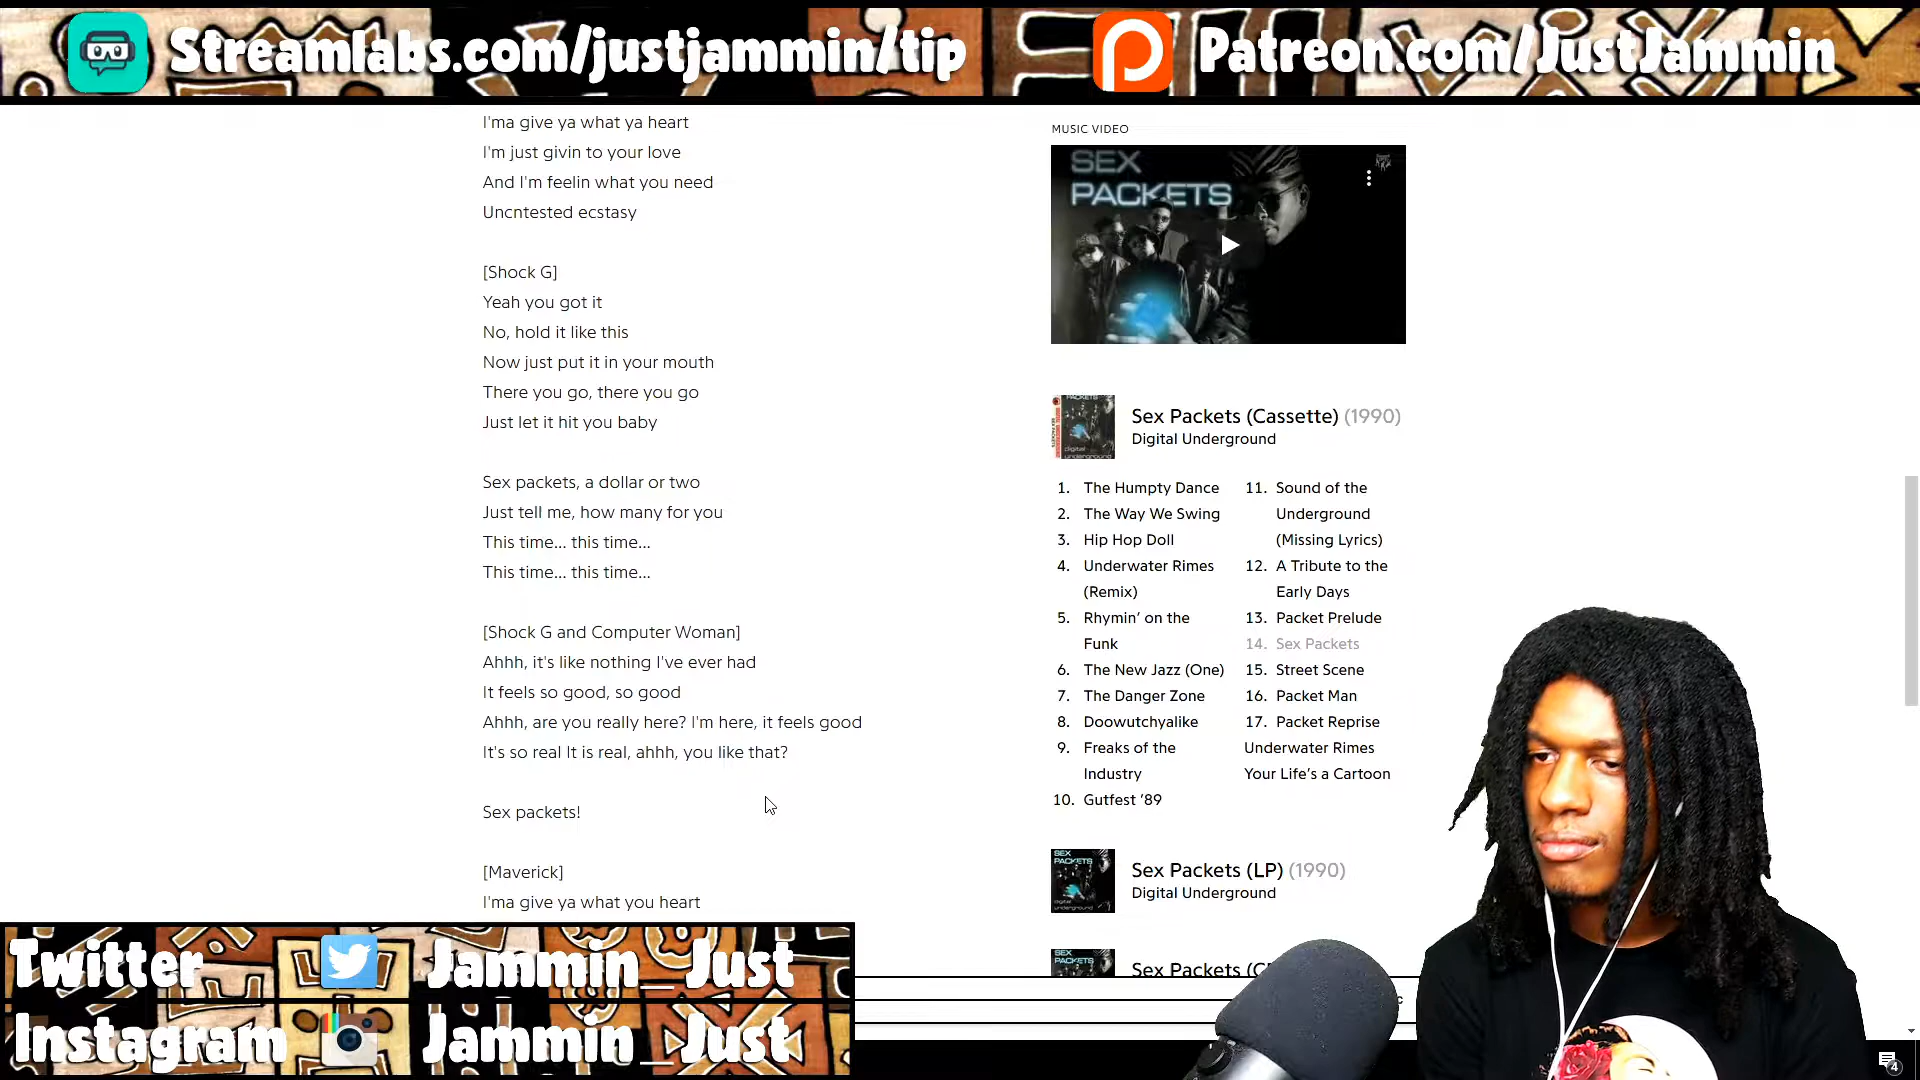 Streamlabs.com/justjammin/tip
Patreon.com/JustJammin
I'ma give ya what ya heart
I'm just givin to your love
And I'm feelin what you need
Uncntested ecstasy
[Shock G]
Yeah you got it
No, hold it like this
Now just put it in your mouth
There you go, there you go
Just let it hit you baby
Sex packets, a dollar or two
Just tell me, how many for you
This time... this time...
This time... this time...
[Shock G and Computer Woman]
Ahhh, it's like nothing I've ever had
It feels so good, so good
Ahhh, are you really here? I'm here, it feels good
It's so real It is real, ahhh, you like that?
Sex packets!
[Maverick]
I'ma give ya what you heart
MUSIC VIDEO
SEX
PACKETS
Sex Packets (Cassette) (1990)
Digital Underground
1. The Humpty Dance
2. The Way We Swing
3. Hip Hop Doll
4. Underwater Rimes
(Remix)
5. Rhymin’ on the
Funk
6. The New Jazz (One)
7. The Danger Zone
8. Doowutchyalike
9. Freaks of the
Industry
10. Gutfest ’89
11. Sound of the
Underground
(Missing Lyrics)
12. A Tribute to the
Early Days
13. Packet Prelude
14. Sex Packets
15. Street Scene
16. Packet Man
17. Packet Reprise
Underwater Rimes
Your Life’s a Cartoon
SEX
PACKETS
Sex Packets (LP) (1990)
Digital Underground
Sex Packets (C
Twitter Jammin_Just
Instagram Jammin_Just
4